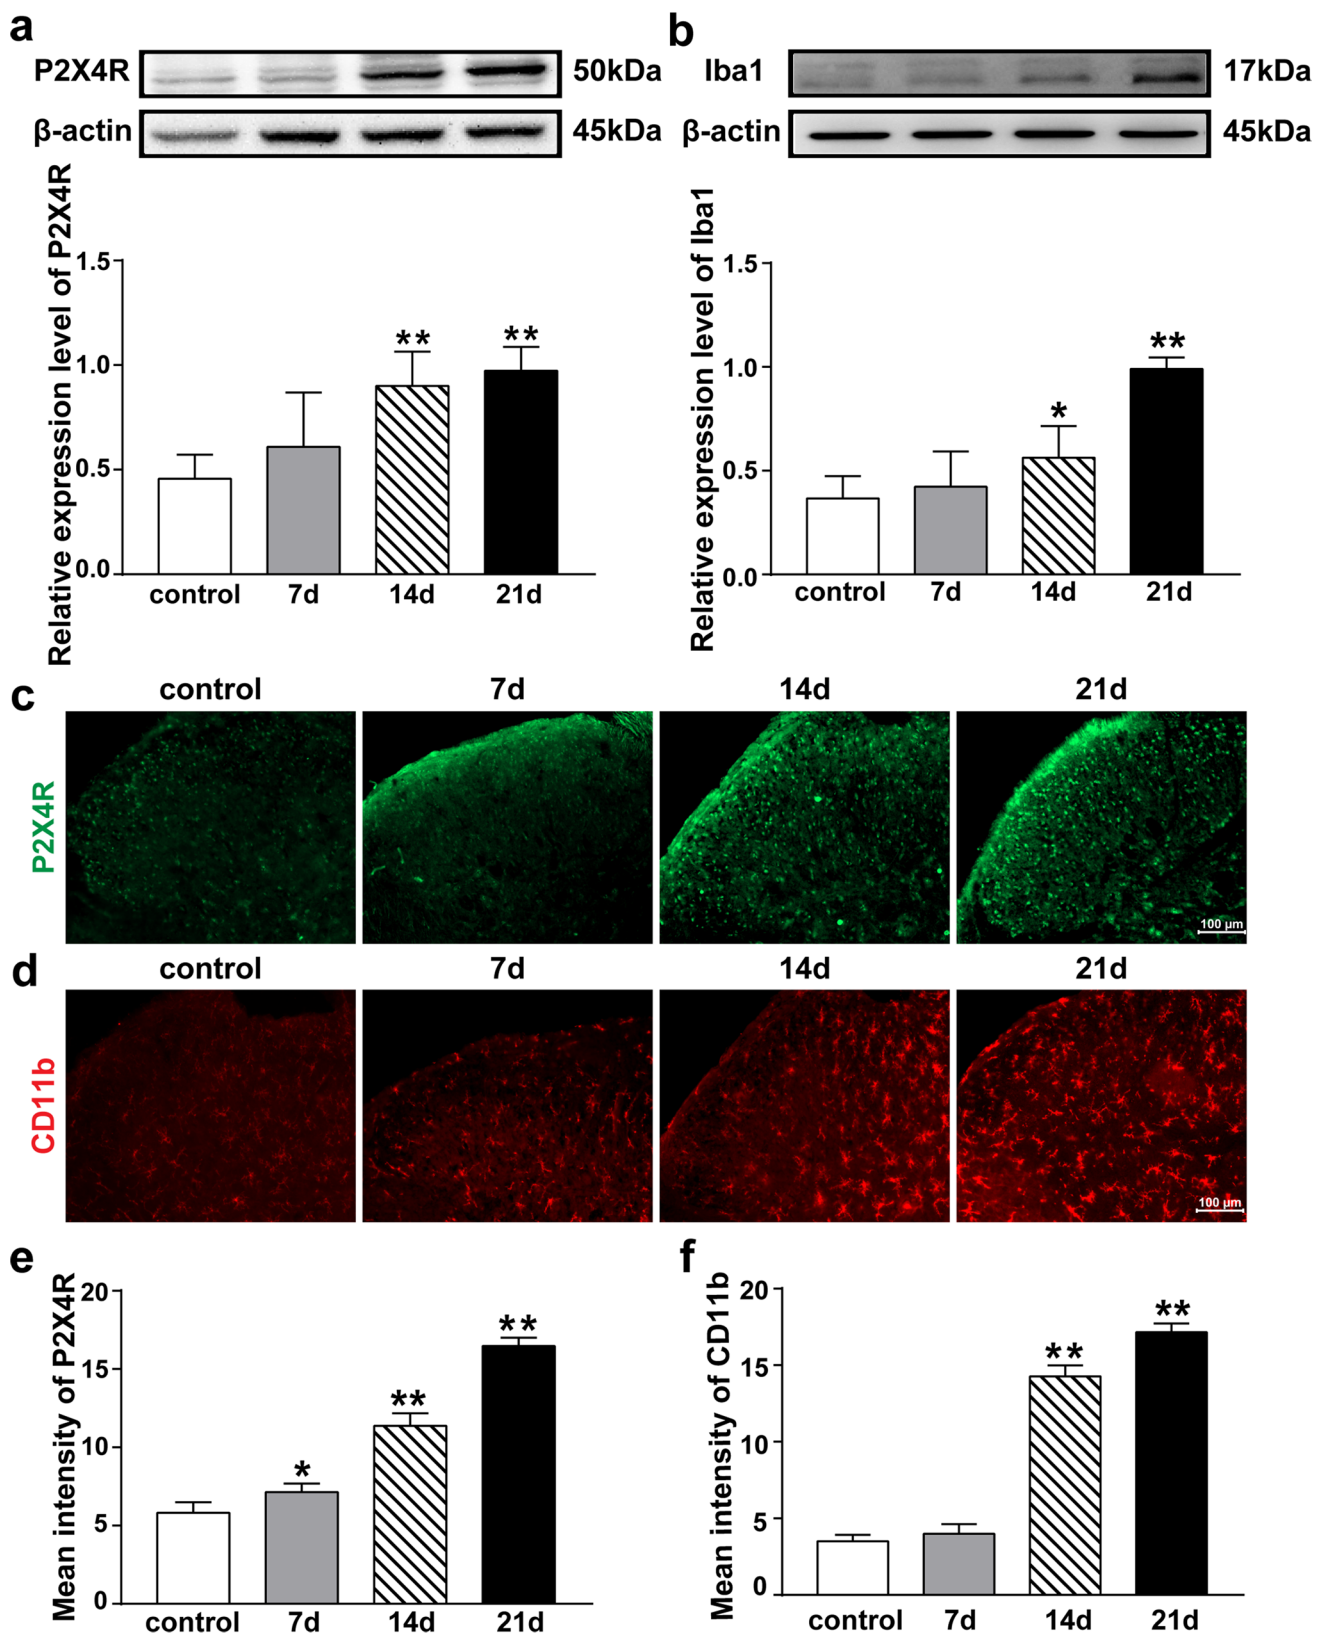 a
P2X4R
50kDa
β-actin
45kDa
Relative expression level of P2X4R
1.5
1.0
0.5
0.0
**
**
control 7d 14d 21d
b
Iba1
17kDa
β-actin
45kDa
Relative expression level of Iba1
1.5
1.0
0.5
0.0
*
**
control 7d 14d 21d
c
control 7d 14d 21d
P2X4R
100 μm
d
control 7d 14d 21d
CD11b
100 μm
e
Mean intensity of P2X4R
20
15
10
5
0
*
**
**
control 7d 14d 21d
f
Mean intensity of CD11b
20
15
10
5
0
**
**
control 7d 14d 21d